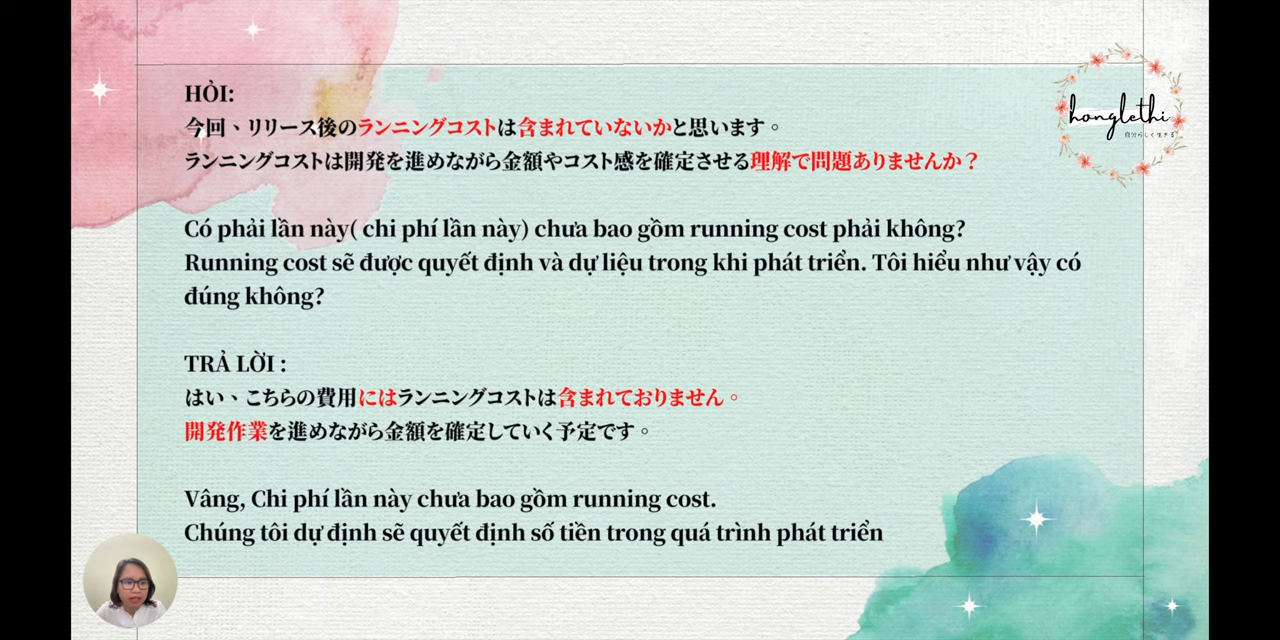 HỎI:
今回、リリース後のランニングコストは含まれていないかと思います。
ランニングコストは開発を進めながら金額やコスト感を確定させる理解で問題ありませんか？
Có phải lần này( chi phí lần này) chưa bao gồm running cost phải không?
Running cost sẽ được quyết định và dự liệu trong khi phát triển. Tôi hiểu như vậy có
đúng không?
TRẢ LỜI :
はい、こちらの費用にはランニングコストは含まれておりません。
開発作業を進めながら金額を確定していく予定です。
Vâng, Chi phí lần này chưa bao gồm running cost.
Chúng tôi dự định sẽ quyết định số tiền trong quá trình phát triển
honglethi
自分らしく生きる